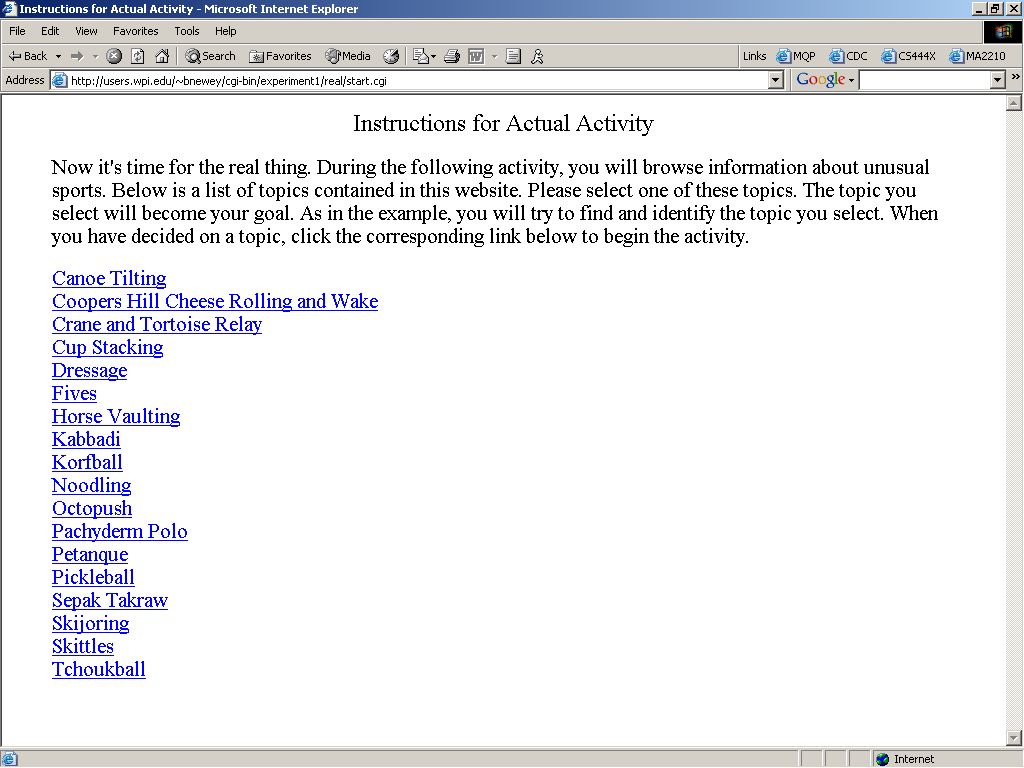 Instructions for Actual Activity - Microsoft Internet Explorer
File Edit View Favorites Tools Help
Back Search Favorites Media Links MQP CDC CS444X MA2210
Address http://users.wpi.edu/~bnewey/cgi-bin/experiment1/real/start.cgi Google »
Instructions for Actual Activity
Now it's time for the real thing. During the following activity, you will browse information about unusual
sports. Below is a list of topics contained in this website. Please select one of these topics. The topic you
select will become your goal. As in the example, you will try to find and identify the topic you select. When
you have decided on a topic, click the corresponding link below to begin the activity.
Canoe Tilting
Coopers Hill Cheese Rolling and Wake
Crane and Tortoise Relay
Cup Stacking
Dressage
Fives
Horse Vaulting
Kabbadi
Korfball
Noodling
Octopush
Pachyderm Polo
Petanque
Pickleball
Sepak Takraw
Skijoring
Skittles
Tchoukball
Internet